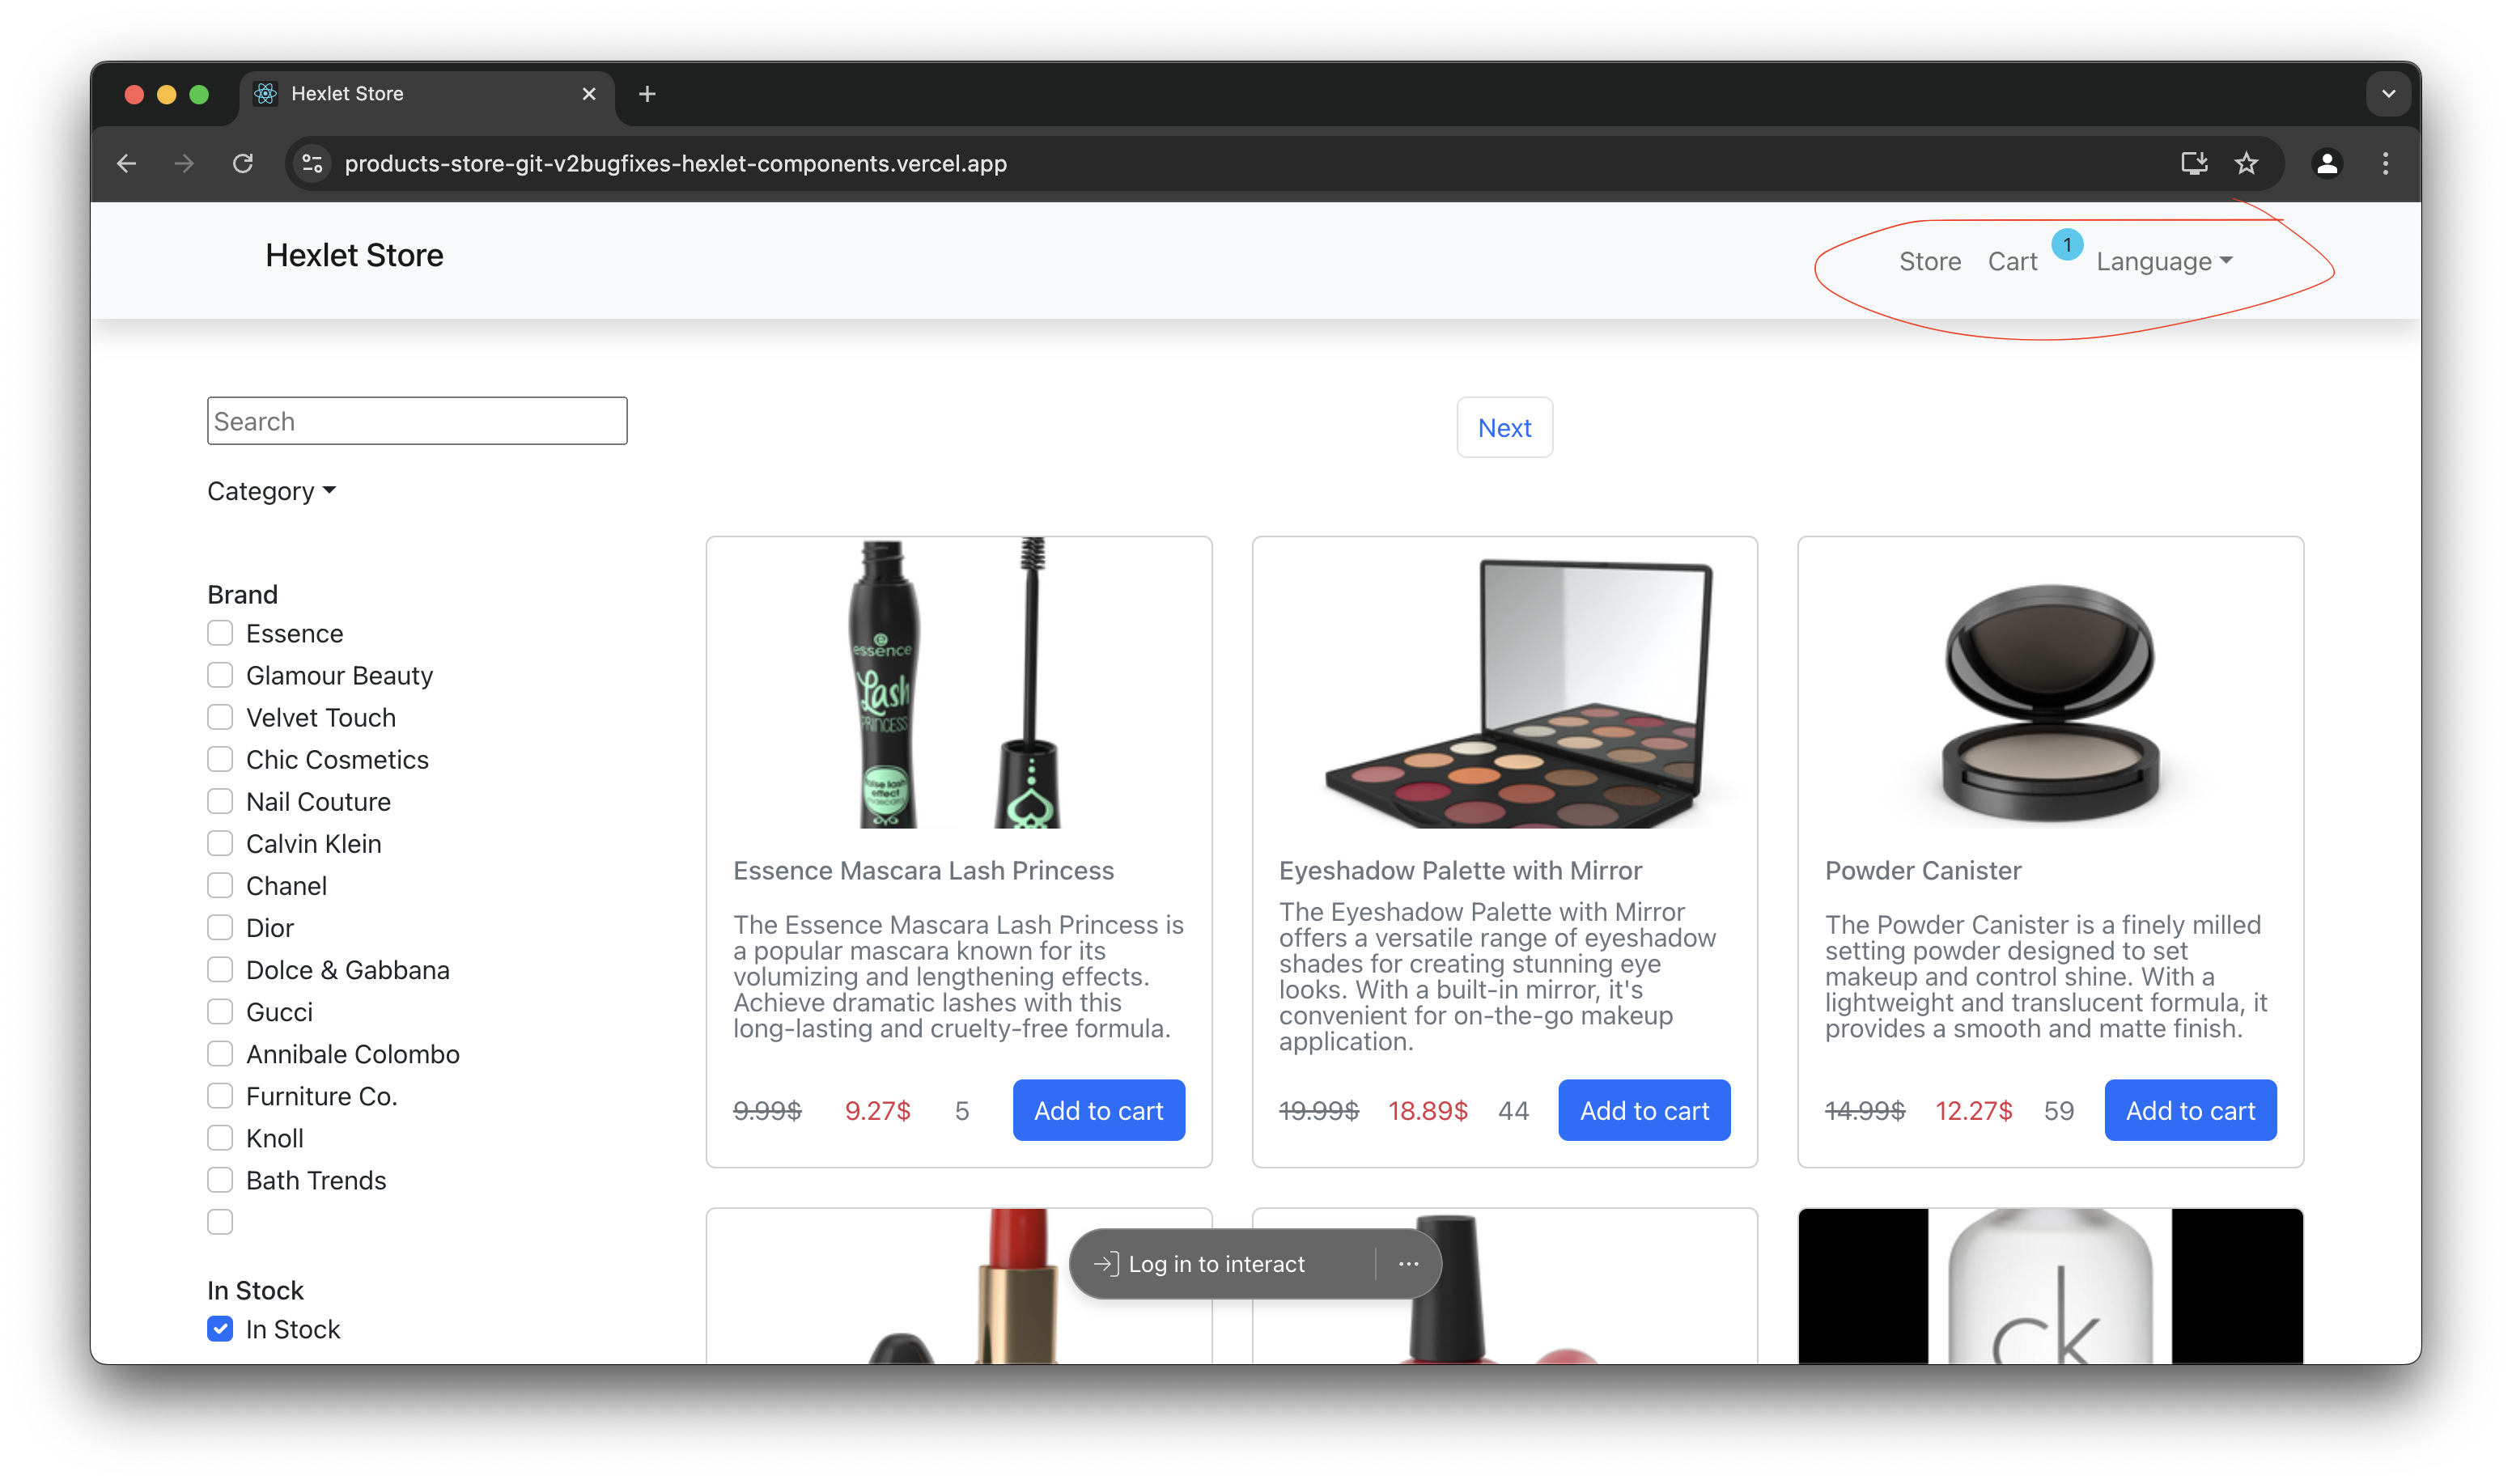 Hexlet Store
products-store-git-v2bugfixes-hexlet-components.vercel.app
Hexlet Store
Store Cart 1 Language
Search
Next
Category
Brand
Essence
Glamour Beauty
Velvet Touch
Chic Cosmetics
Nail Couture
Calvin Klein
Chanel
Dior
Dolce & Gabbana
Gucci
Annibale Colombo
Furniture Co.
Knoll
Bath Trends
In Stock
In Stock
essence
Lash
PRINCESS
false lash
effect
mascara
Essence Mascara Lash Princess
The Essence Mascara Lash Princess is
a popular mascara known for its
volumizing and lengthening effects.
Achieve dramatic lashes with this
long-lasting and cruelty-free formula.
9.99$ 9.27$ 5 Add to cart
Eyeshadow Palette with Mirror
The Eyeshadow Palette with Mirror
offers a versatile range of eyeshadow
shades for creating stunning eye
looks. With a built-in mirror, it's
convenient for on-the-go makeup
application.
19.99$ 18.89$ 44 Add to cart
Powder Canister
The Powder Canister is a finely milled
setting powder designed to set
makeup and control shine. With a
lightweight and translucent formula, it
provides a smooth and matte finish.
14.99$ 12.27$ 59 Add to cart
Log in to interact
ck